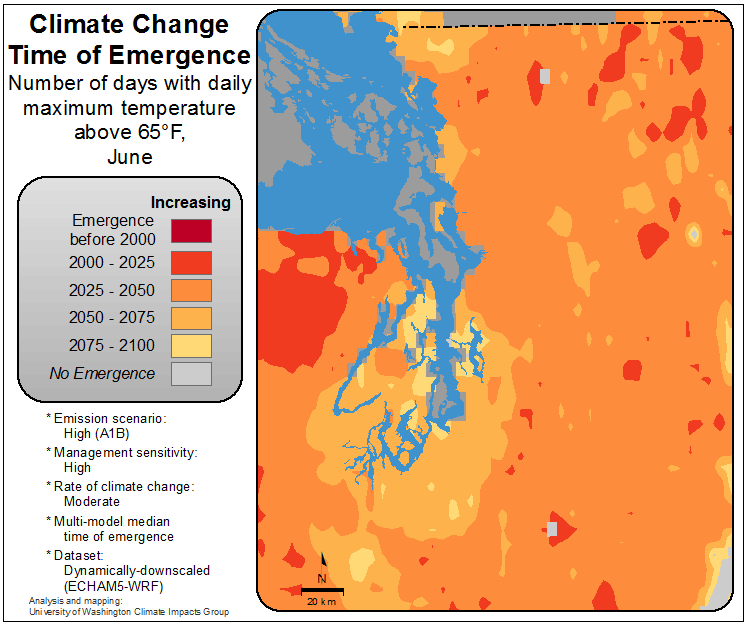 Climate Change
Time of Emergence
Number of days with daily
maximum temperature
above 65°F,
June
Increasing
Emergence
before 2000
2000 - 2025
2025 - 2050
2050 - 2075
2075 - 2100
No Emergence
* Emission scenario:
High (A1B)
* Management sensitivity:
High
* Rate of climate change:
Moderate
* Multi-model median
time of emergence
* Dataset:
Dynamically-downscaled
(ECHAM5-WRF)
Analysis and mapping:
University of Washington Climate Impacts Group
N
20 km